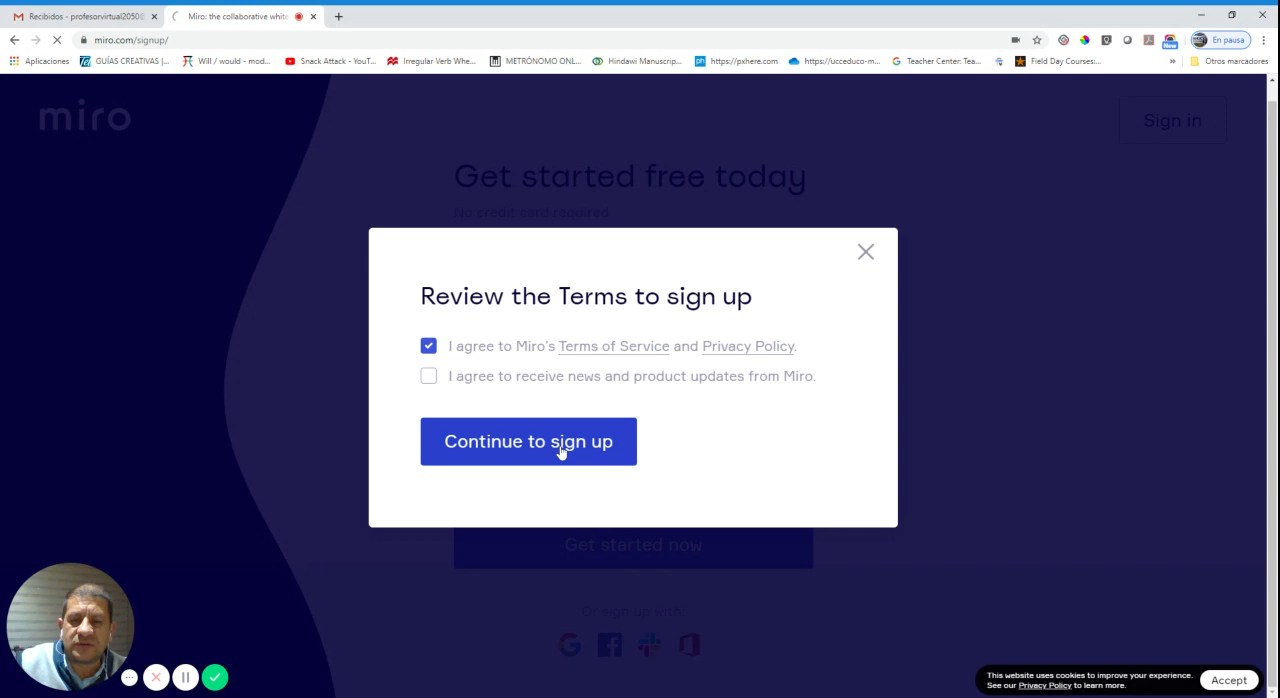 Recibidos - profesorvirtual2050@
Miro: the collaborative white
miro.com/signup/
En pausa
New
Aplicaciones
GUÍAS CREATIVAS |...
Will / would - mod...
Snack Attack - YouT...
Irregular Verb Whe...
METRÓNOMO ONL...
Hindawi Manuscrip...
ph
https://pxhere.com
https://ucceduco-m...
Teacher Center: Tea...
Field Day Courses:...
»
Otros marcadores
miro
Sign in
Get started free today
No credit card required
Review the Terms to sign up
I agree to Miro's Terms of Service and Privacy Policy.
I agree to receive news and product updates from Miro.
Continue to sign up
Get started now
Or sign up with:
This website uses cookies to improve your experience.
See our Privacy Policy to learn more.
Accept